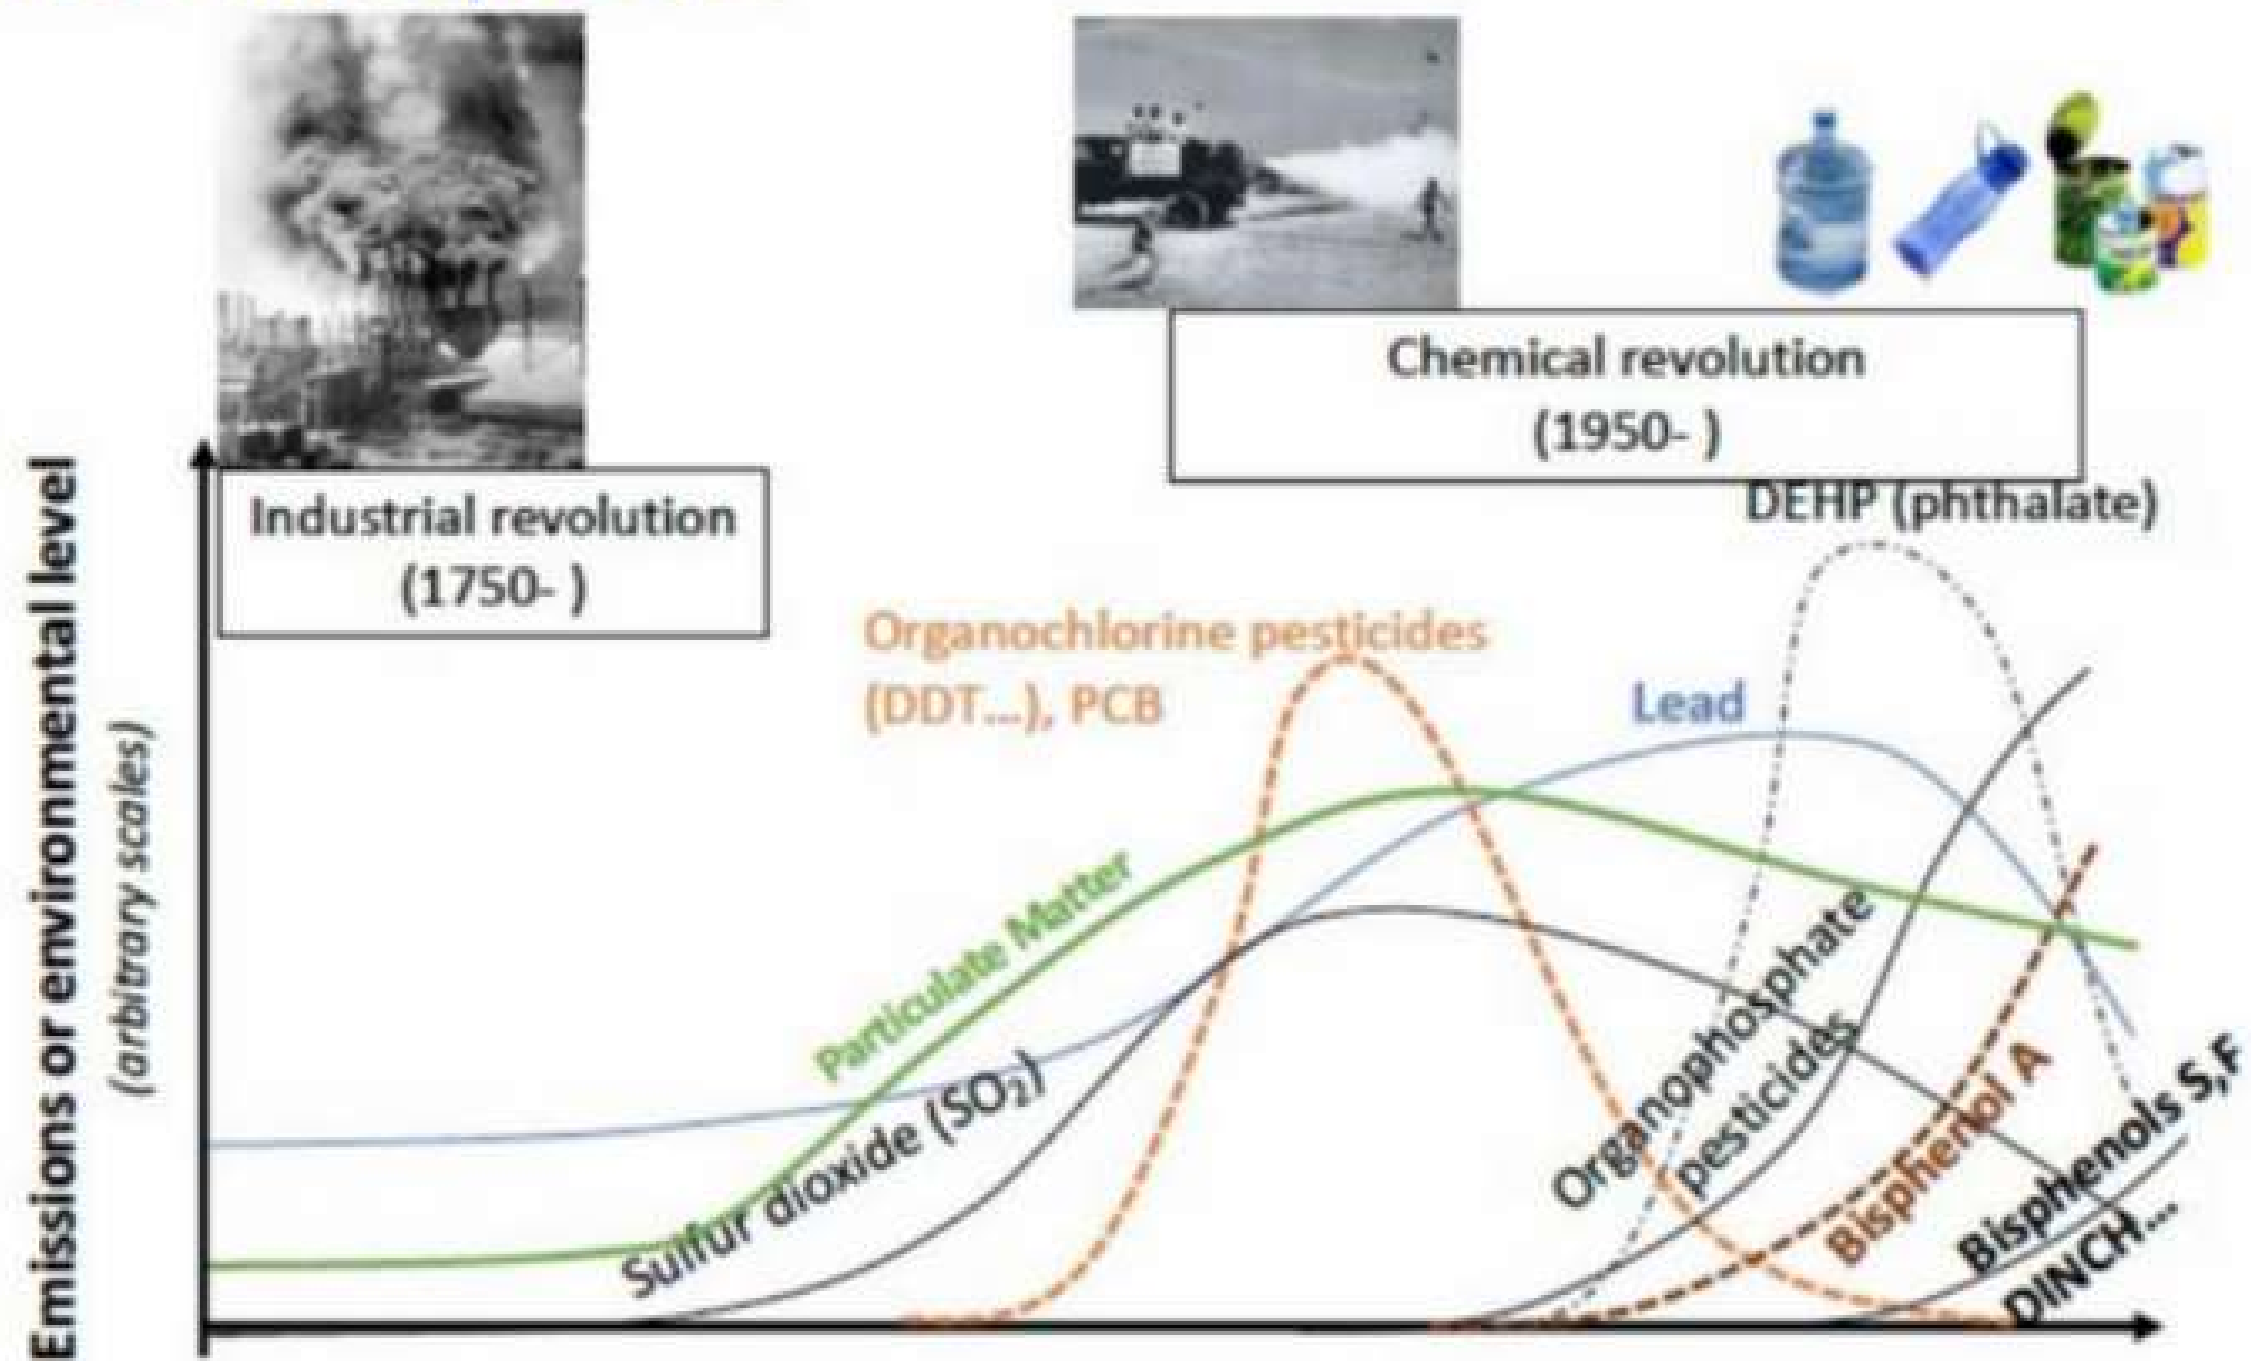 Industrial revolution
(1750- )
Chemical revolution
(1950- )
Emissions or environmental level
(arbitrary scales)
DEHP (phthalate)
Organochlorine pesticides
(DDT...), PCB
Lead
Particulate Matter
Sulfur dioxide (SO₂)
Organophosphate
pesticides
Bisphenol A
Bisphenols S,F
DINCH...